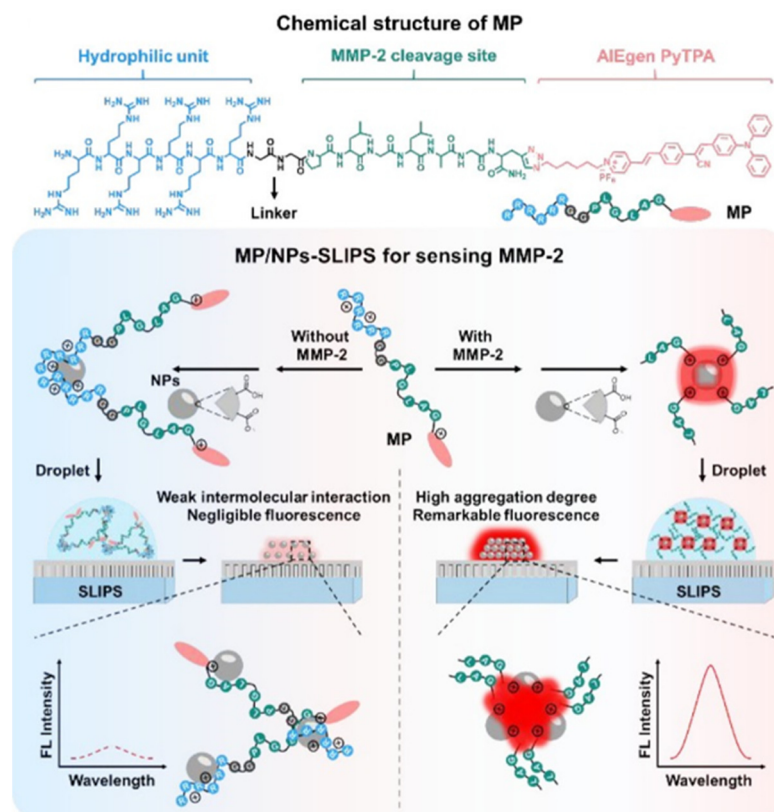 Chemical structure of MP
Hydrophilic unit
MMP-2 cleavage site
AIEgen PyTPA
Linker
MP
MP/NPs-SLIPS for sensing MMP-2
Without
MMP-2
With
MMP-2
NPs
MP
Droplet
Droplet
Weak intermolecular interaction
Negligible fluorescence
High aggregation degree
Remarkable fluorescence
SLIPS
SLIPS
FL Intensity
Wavelength
FL Intensity
Wavelength